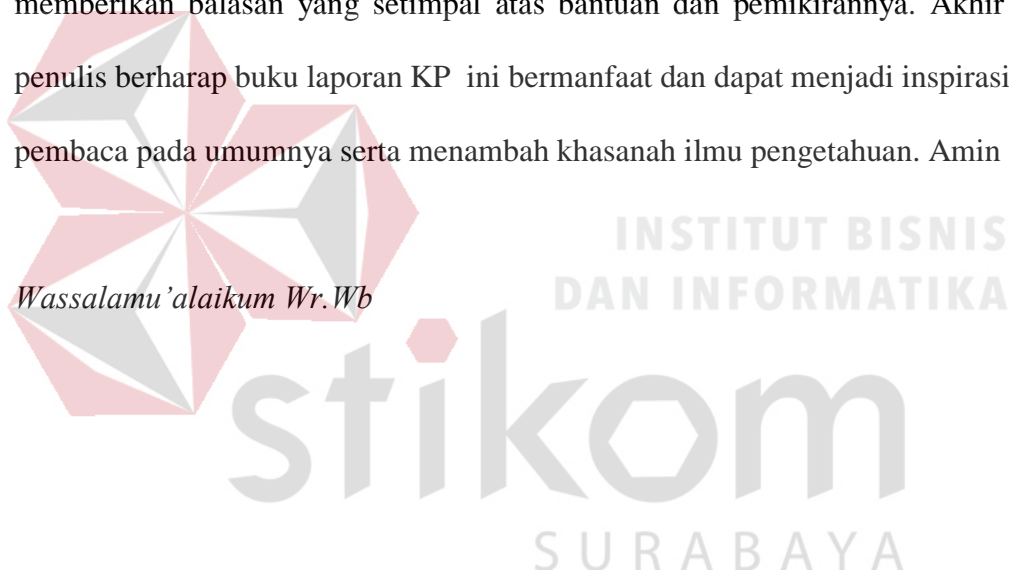 memberikan balasan yang setimpal atas bantuan dan pemikirannya. Akhir
penulis berharap buku laporan KP ini bermanfaat dan dapat menjadi inspirasi
pembaca pada umumnya serta menambah khasanah ilmu pengetahuan. Amin
INSTITUT BISNIS
DAN INFORMATIKA
Wassalamu’alaikum Wr.Wb
stikom
SURABAYA